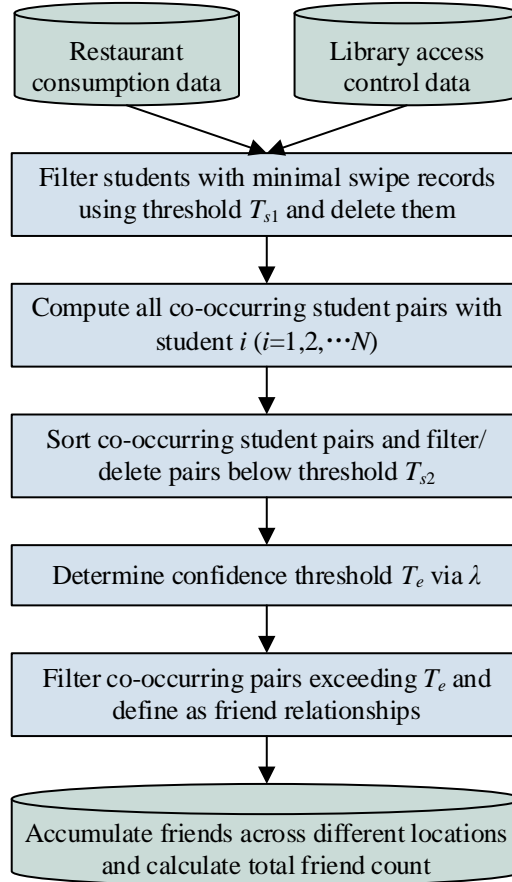 Restaurant
consumption data
Library access
control data
Filter students with minimal swipe records
using threshold Ts1 and delete them
Compute all co-occurring student pairs with
student i (i=1,2,⋯N)
Sort co-occurring student pairs and filter/
delete pairs below threshold Ts2
Determine confidence threshold Te via λ
Filter co-occurring pairs exceeding Te and
define as friend relationships
Accumulate friends across different locations
and calculate total friend count